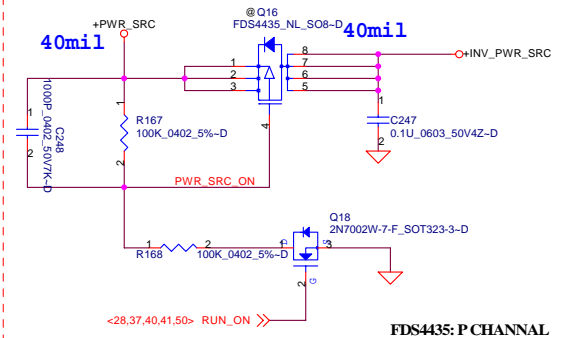 @ Q16
+PWR_SRC
FDS4435_NL_SO8~D
40mil
40mil
8
1
7
+INV_PWR_SRC
2
6
3
5
1
1
1
R167
C247
100K_0402_5%~D
4
0.1U_0603_50V4Z~D
2
2
2
C248
1000P_0402_50V7K~D
PWR_SRC_ON
Q18
2N7002W-7-F_SOT323-3~D
1
2
1
D
S
3
R168
100K_0402_5%~D
2
G
<28,37,40,41,50> RUN_ON
FDS4435: P CHANNAL